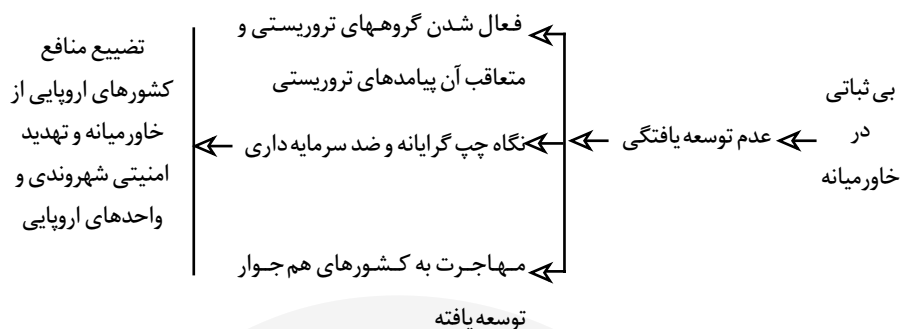 بی ثباتی
در
خاورمیانه
عدم توسعه یافتگی
فعال شدن گروههای تروریستی و
متعاقب آن پیامدهای تروریستی
نگاه چپ گرایانه و ضد سرمایه داری
مهاجرت به کشورهای هم جوار
توسعه یافته
تضییع منافع
کشورهای اروپایی از
خاورمیانه و تهدید
امنیتی شهروندی و
واحدهای اروپایی